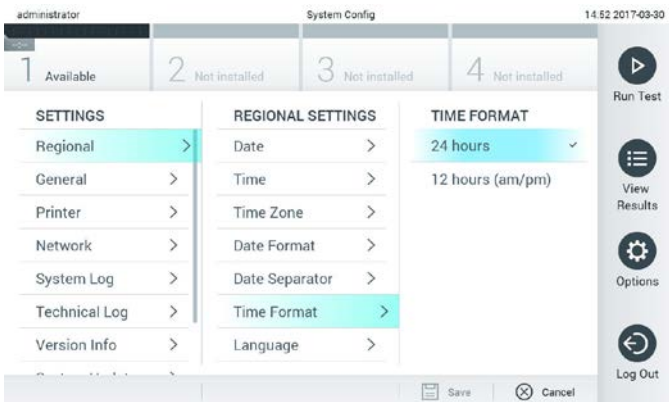 administrator
System Config
14:52 2017-03-30
1 Available
2 Not installed
3 Not installed
4 Not installed
Run Test
View
Results
Options
Log Out
SETTINGS
Regional
General
Printer
Network
System Log
Technical Log
Version Info
REGIONAL SETTINGS
Date
Time
Time Zone
Date Format
Date Separator
Time Format
Language
TIME FORMAT
24 hours
12 hours (am/pm)
Save
Cancel